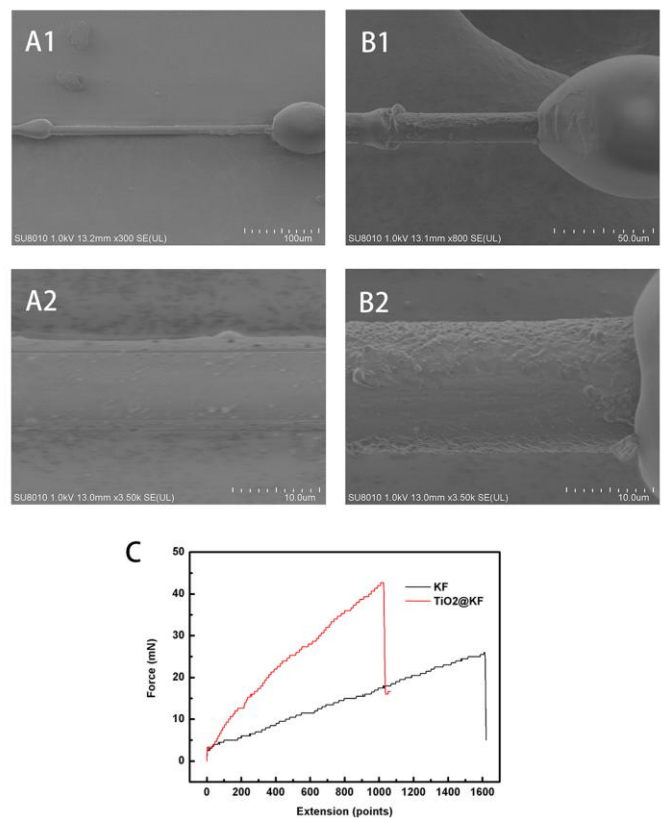 A1
SU8010 1.0kV 13.2mm x300 SE(UL)
100um
B1
SU8010 1.0kV 13.1mm x800 SE(UL)
50.0um
A2
SU8010 1.0kV 13.0mm x3.50k SE(UL)
10.0um
B2
SU8010 1.0kV 13.0mm x3.50k SE(UL)
10.0um
C
50
40
30
20
10
0
Force (mN)
KF
TiO2@KF
0 200 400 600 800 1000 1200 1400 1600
Extension (points)